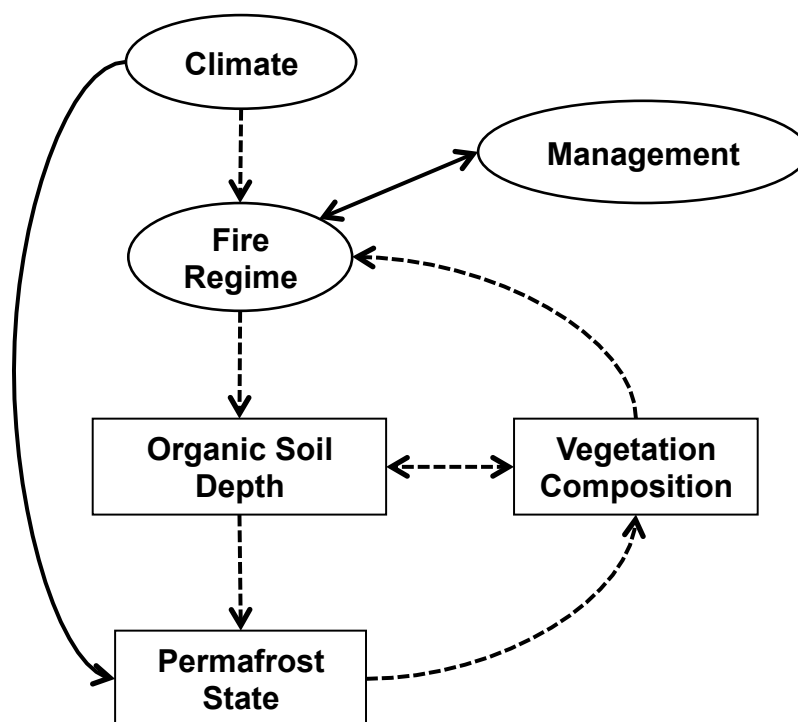 Climate
Management
Fire
Regime
Organic Soil
Depth
Vegetation
Composition
Permafrost
State